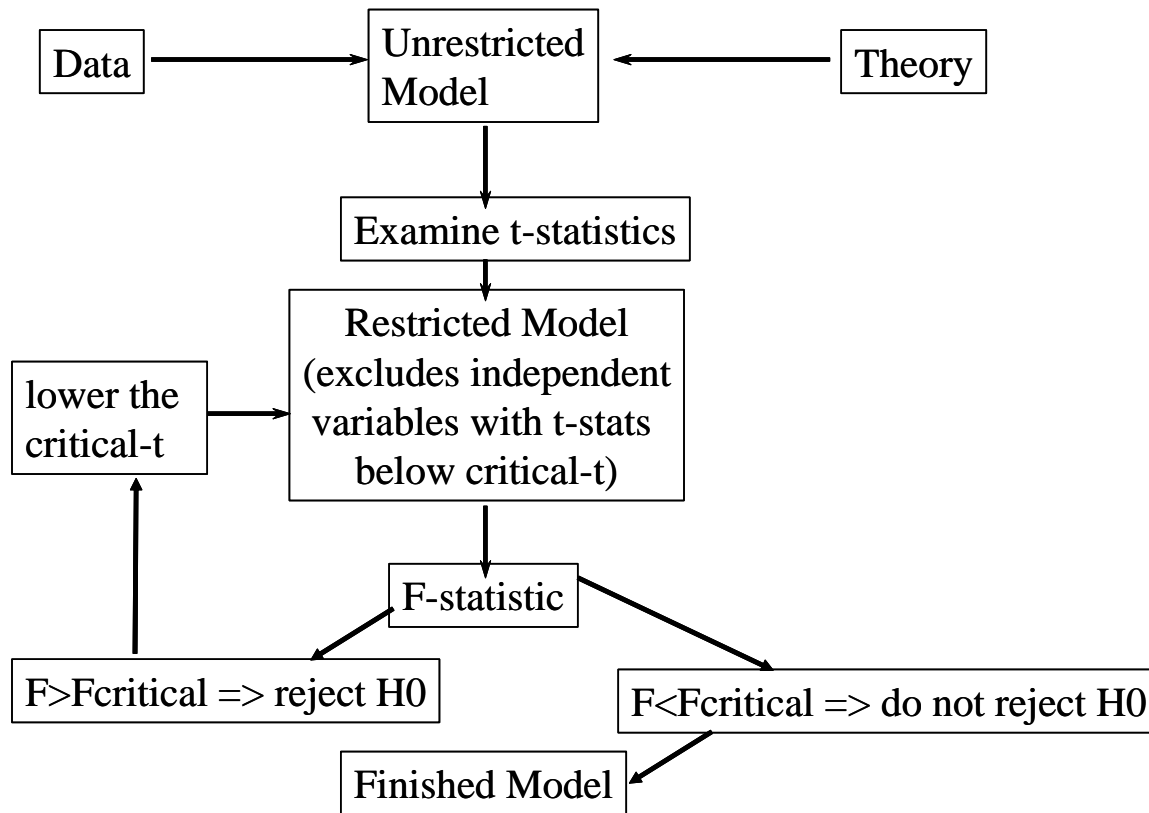 Data
Unrestricted
Model
Theory
Examine t-statistics
Restricted Model
(excludes independent
variables with t-stats
below critical-t)
lower the
critical-t
F-statistic
F>Fcritical => reject H0
F<Fcritical => do not reject H0
Finished Model